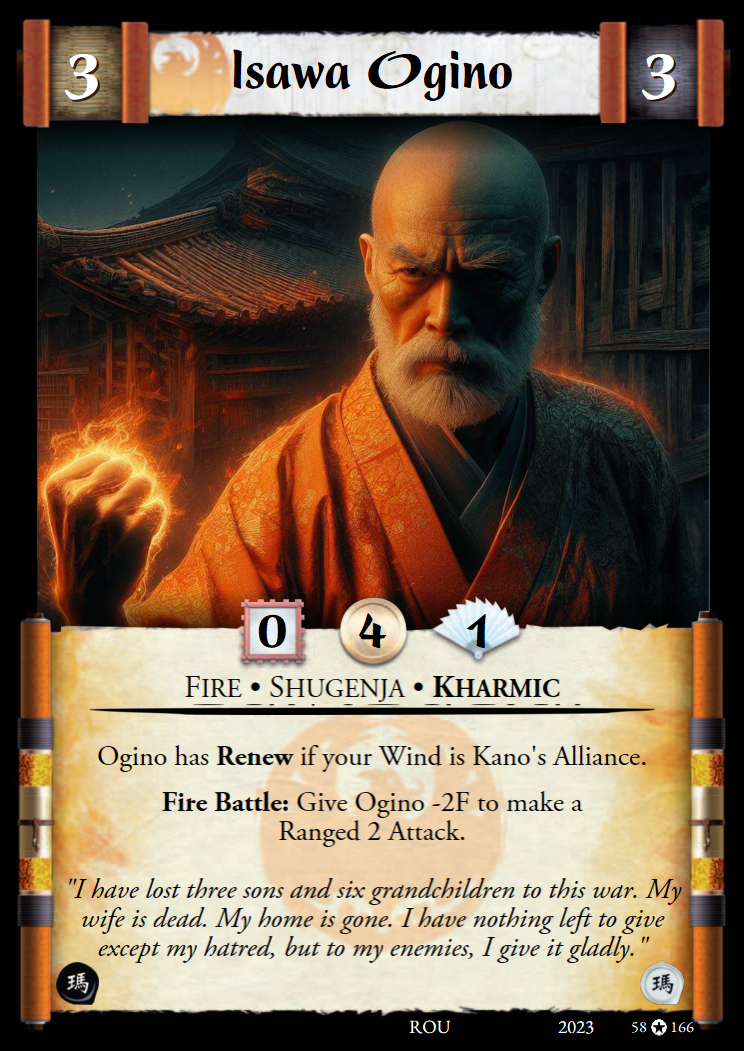 3 Isawa Ogino 3
0 4 1
Fire • Shugenja • Kharmic
Ogino has Renew if your Wind is Kano's Alliance.
Fire Battle: Give Ogino -2F to make a
Ranged 2 Attack.
"I have lost three sons and six grandchildren to this war. My
wife is dead. My home is gone. I have nothing left to give
except my hatred, but to my enemies, I give it gladly."
瑪 瑪
ROU 2023 58 ✪ 166